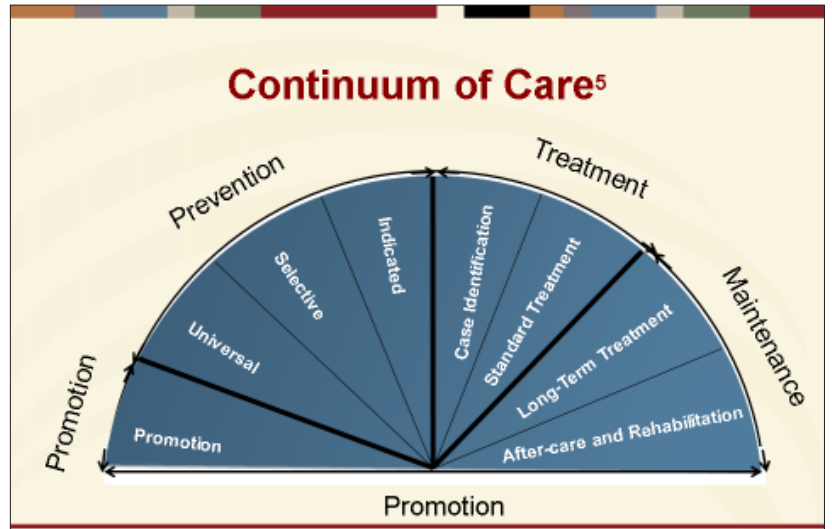 Continuum of Care5
Prevention
Treatment
Promotion
Maintenance
Promotion
Universal
Selective
Indicated
Case Identification
Standard Treatment
Long-Term Treatment
After-care and Rehabilitation
Promotion